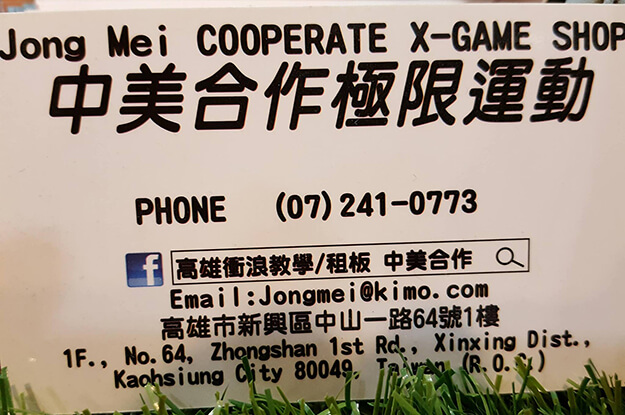 Jong Mei COOPERATE X-GAME SHOP
中美合作極限運動
PHONE (07)241-0773
f 高雄衝浪教學/租板 中美合作
Email:Jongmei@kimo.com
高雄市新興區中山一路64號1樓
1F., No.64, Zhongshan 1st Rd., Xinxing Dist.,
Kaohsiung City 80049, Taiwan (R.O.C.)